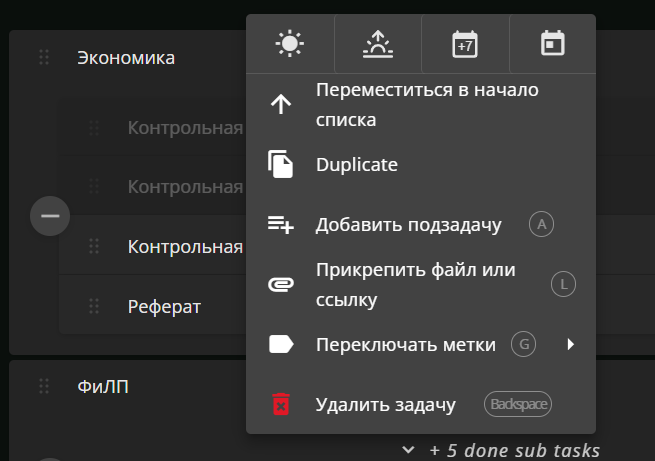 Экономика
Контрольная
Контрольная
Контрольная
Реферат
ФиЛП
+7
Переместиться в начало
списка
Duplicate
Добавить подзадачу A
Прикрепить файл или
ссылку L
Переключать метки G
Удалить задачу Backspace
+ 5 done sub tasks